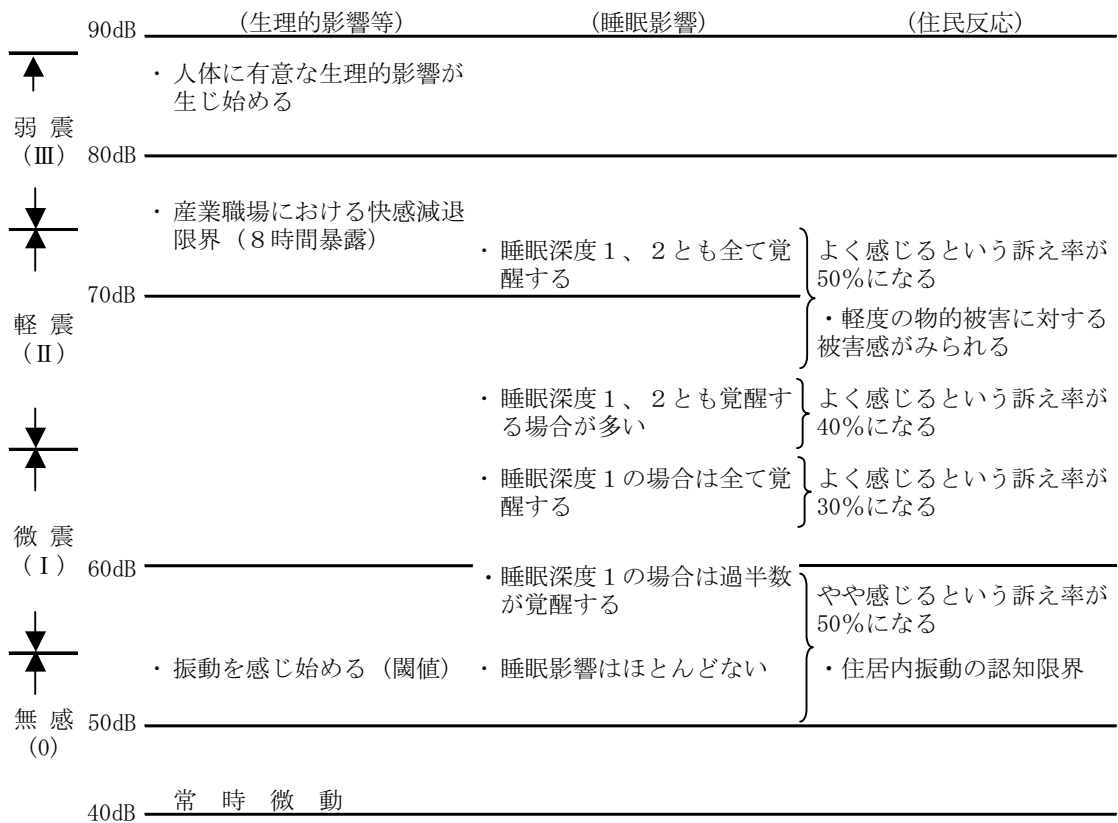 90dB (生理的影響等) (睡眠影響) (住民反応)
・人体に有意な生理的影響が
生じ始める
弱 震
(Ⅲ)
80dB
・産業職場における快感減退
限界(8時間暴露)
・睡眠深度1、2とも全て覚
醒する
よく感じるという訴え率が
50%になる
70dB
・軽度の物的被害に対する
被害感がみられる
軽 震
(Ⅱ)
・睡眠深度1、2とも覚醒す
る場合が多い
よく感じるという訴え率が
40%になる
・睡眠深度1の場合は全て覚
醒する
よく感じるという訴え率が
30%になる
微 震
(Ⅰ)
60dB
・睡眠深度1の場合は過半数
が覚醒する
やや感じるという訴え率が
50%になる
・振動を感じ始める(閾値)
・睡眠影響はほとんどない
・住居内振動の認知限界
無 感
(0)
50dB
常 時 微 動
40dB